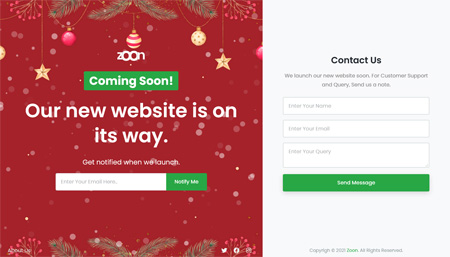 zoon
Coming Soon!
Our new website is on
its way.
Get notified when we launch.
Enter Your Email Here...
Notify Me
About Us
Contact Us
We launch our new website soon, For Customer Support
and Query, Send us a note.
Enter Your Name
Enter Your Email
Enter Your Query
Send Message
Copyrigh © 2021 Zoon. All Rights Reserved.